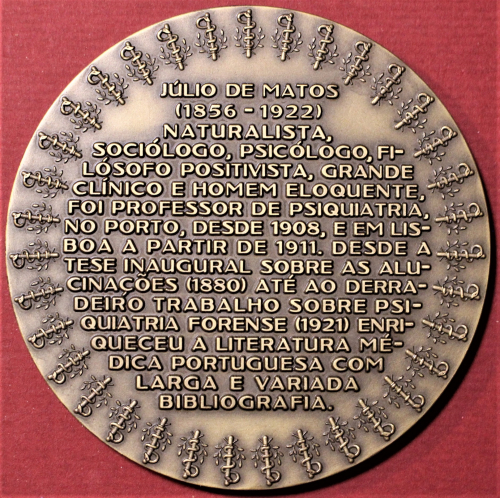 JÚLIO DE MATOS
(1856 - 1922)
NATURALISTA,
SOCIÓLOGO, PSICÓLOGO, FI-
LÓSOFO POSITIVISTA, GRANDE
CLÍNICO E HOMEM ELOQUENTE,
FOI PROFESSOR DE PSIQUIATRIA,
NO PORTO, DESDE 1908, E EM LIS-
BOA A PARTIR DE 1911. DESDE A
TESE INAUGURAL SOBRE AS ALU-
CINAÇÕES (1880) ATÉ AO DERRA-
DEIRO TRABALHO SOBRE PSI-
QUIATRIA FORENSE (1921) ENRI-
QUECEU A LITERATURA MÉ-
DICA PORTUGUESA COM
LARGA E VARIADA
BIBLIOGRAFIA.